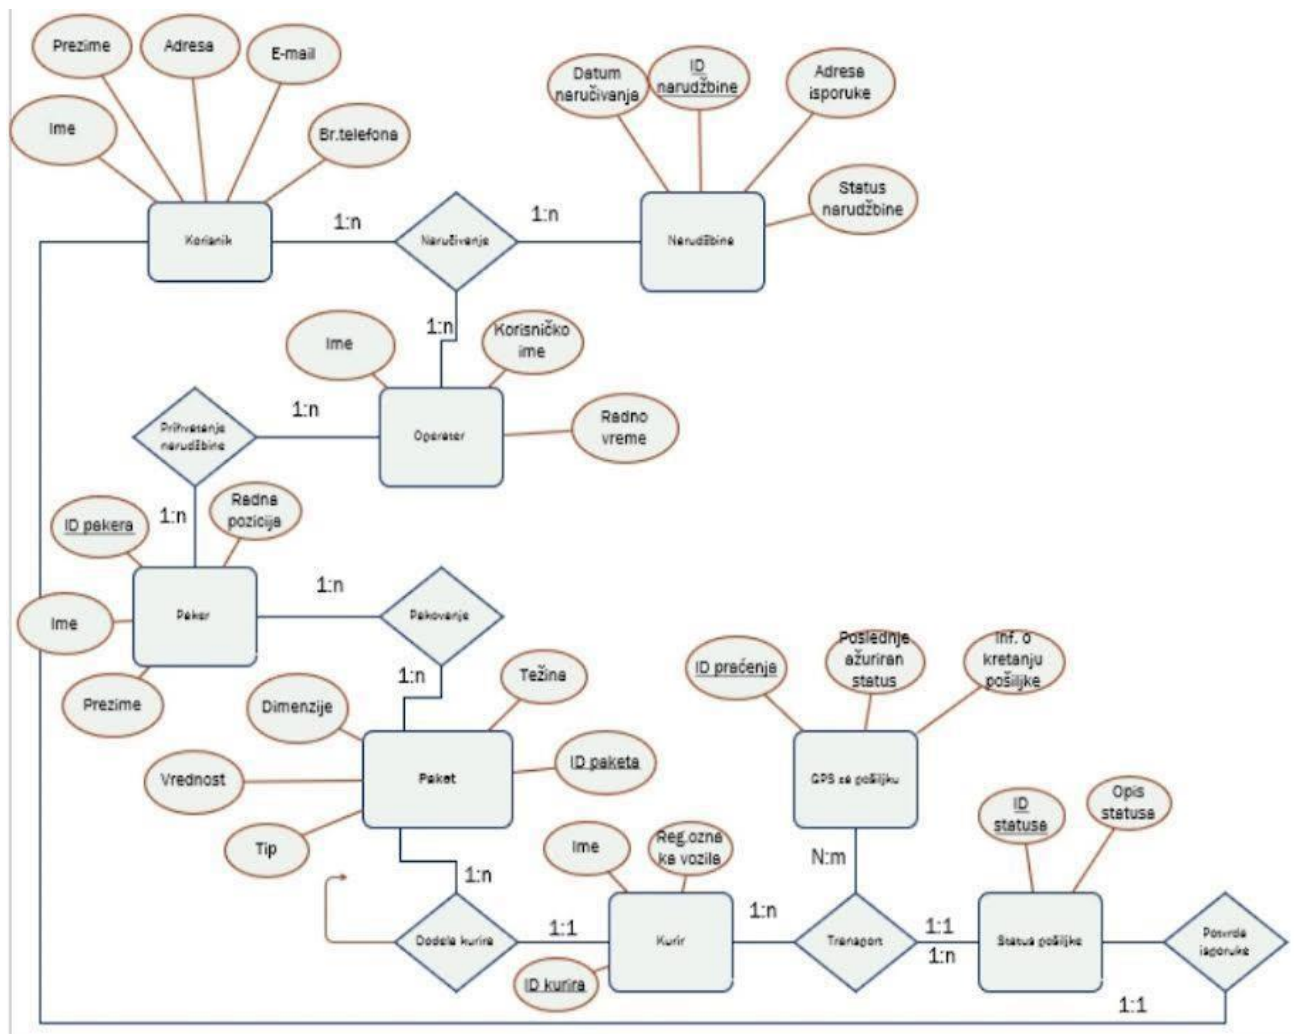 Prezime
Adresa
E-mail
Ime
Br.telefona
Datum
naručivanja
ID
narudžbine
Adresa
isporuke
Status
narudžbine
Korisnik
1:n
Naručivanje
1:n
Narudžbina
1:n
Ime
Korisničko
ime
Radno
vreme
Prihvatanje
narudžbine
1:n
Operater
1:n
ID pakera
Radna
pozicija
Ime
Paker
1:n
Pakovanje
Prezime
1:n
Dimenzije
Težina
Vrednost
Paket
ID paketa
Tip
1:n
ID praćenja
Poslednje
ažuriran
status
Inf. o
kretanju
pošiljke
GPS za pošiljku
N:m
ID
statusa
Opis
statusa
Ime
Reg.ozna
ka vozila
Dodela kurira
1:1
Kurir
ID kurira
1:n
Transport
1:1
1:n
Status pošiljke
Potvrda
isporuke
1:1